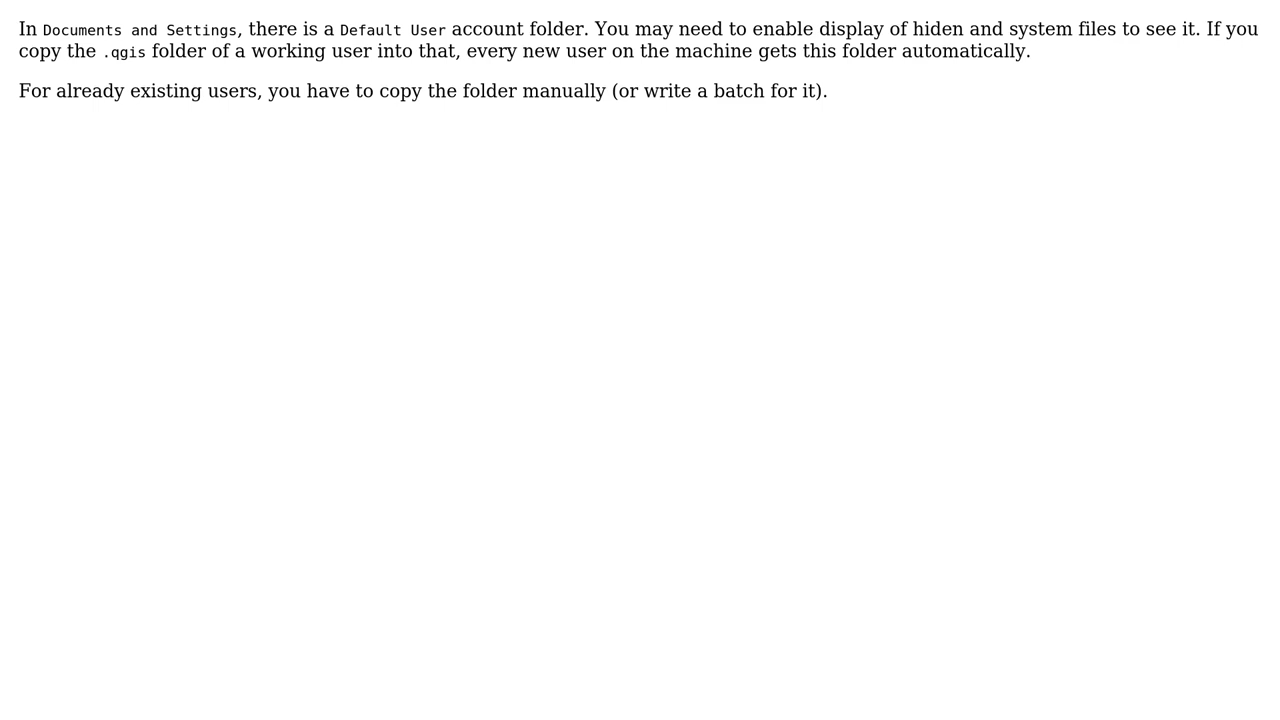 In Documents and Settings, there is a Default User account folder. You may need to enable display of hiden and system files to see it. If you
copy the .qgis folder of a working user into that, every new user on the machine gets this folder automatically.
For already existing users, you have to copy the folder manually (or write a batch for it).